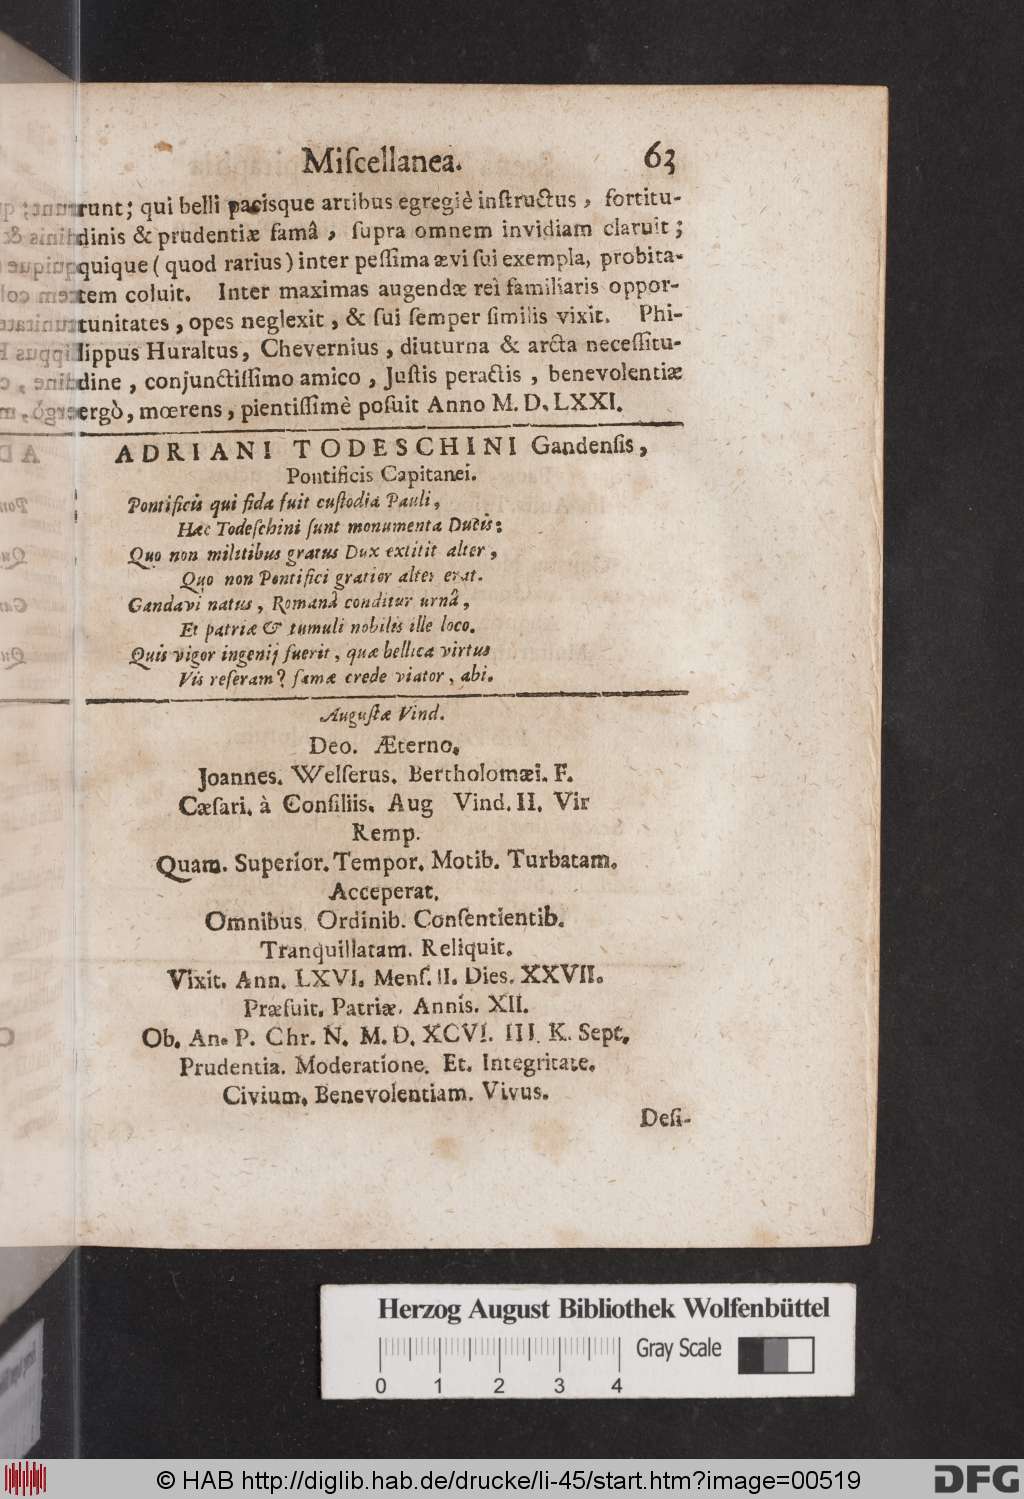 Miſcellanea. 63
runt; qui belli pacisque artibus egregiè inſtructus, fortitu-
dinis & prudentiæ famâ, ſupra omnem invidiam claruit;
quique (quod rarius) inter peſſima ævi ſui exempla, probita-
tem coluit. Inter maximas augendæ rei familiaris oppor-
tunitates, opes neglexit, & ſui ſemper ſimilis vixit. Phi-
lippus Huraltus, Chevernius, diuturna & arcta neceſſitu-
dine, conjunctiſſimo amico, Juſtis peractis, benevolentiæ
ergò, mœrens, pientiſſimè poſuit Anno M. D. LXXI.
ADRIANI TODESCHINI Gandenſis,
Pontificis Capitanei.
Pontificis qui fida fuit cuſtodia Pauli,
Hæc Todeſchini ſunt monumenta Ducis:
Quo non militibus gratus Dux extitit alter,
Quo non Pontifici gratior alter erat.
Gandavi natus, Romanâ conditur urnâ,
Et patriæ & tumuli nobilis ille loco.
Quis vigor ingenij fuerit, quæ bellica virtus
Vis referam? famæ crede viator, abi.
Auguſtæ Vind.
Deo. Æterno.
Joannes. Welſerus. Bertholomæi. F.
Cæſari. à Conſiliis. Aug Vind. II. Vir
Remp.
Quam. Superior. Tempor. Motib. Turbatam.
Acceperat.
Omnibus Ordinib. Conſentientib.
Tranquillatam. Reliquit.
Vixit. Ann. LXVI. Menſ. II. Dies. XXVII.
Præfuit. Patriæ. Annis. XII.
Ob. An. P. Chr. N. M. D. XCVI. III. K. Sept.
Prudentia. Moderatione. Et. Integritate.
Civium. Benevolentiam. Vivus.
Deſi-
Herzog August Bibliothek Wolfenbüttel
Gray Scale
0 1 2 3 4
© HAB http://diglib.hab.de/drucke/li-45/start.htm?image=00519
DFG